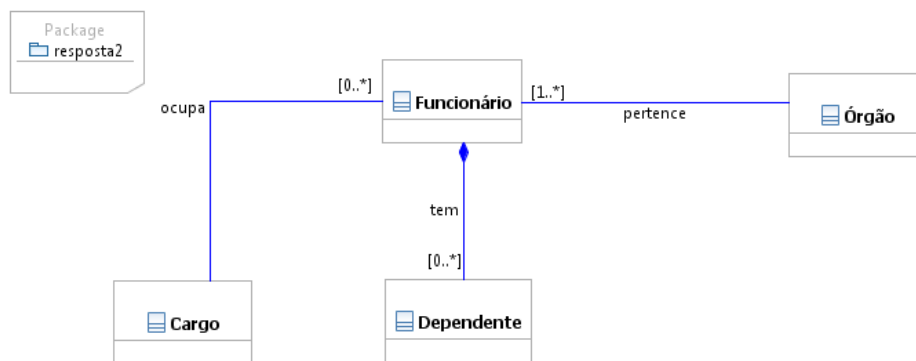 Package
resposta2
[0..*]
Funcionário
[1..*]
ocupa
pertence
Órgão
tem
[0..*]
Cargo
Dependente